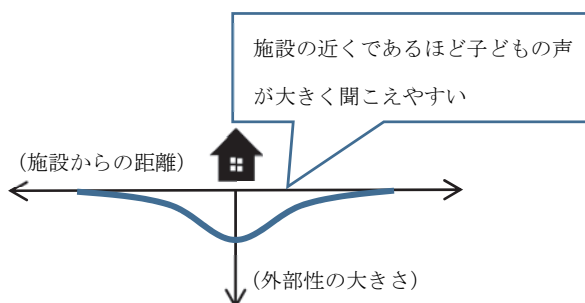 施設の近くであるほど子どもの声
が大きく聞こえやすい
(施設からの距離)
(外部性の大きさ)